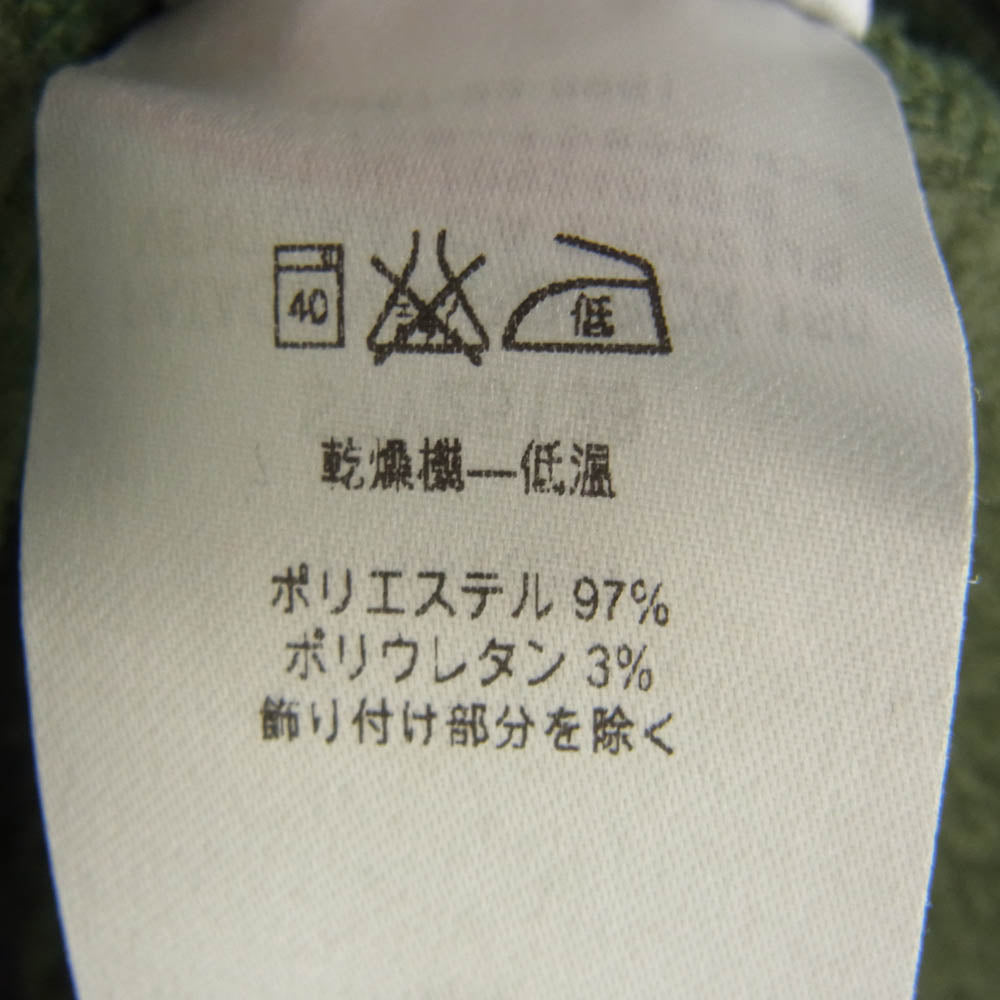 40 低
乾燥機—低温
ポリエステル 97%
ポリウレタン 3%
飾り付け部分を除く